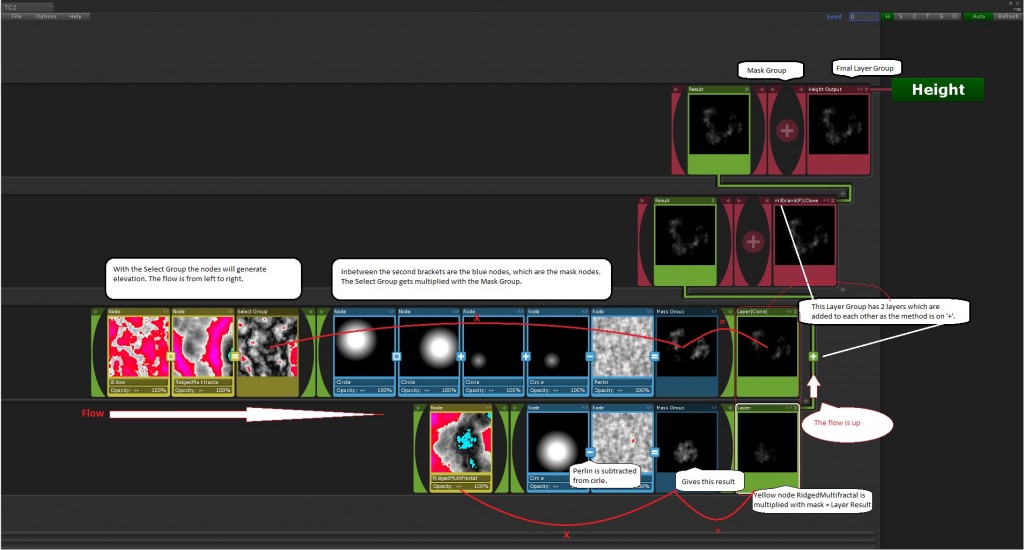 TC2
File Options Help
Seed 0 H S C T G O Auto Refresh
Mask Group
Final Layer Group
Result
Height Output
Height
Result
Hillbrand(P)(Clone
With the Select Group the nodes will generate
elevation. The flow is from left to right.
Inbetween the second brackets are the blue nodes, which are the mask nodes.
The Select Group gets multiplied with the Mask Group.
This Layer Group has 2 layers which are
added to each other as the method is on '+'.
Node Node Select Group Node Node Node Node Node Mask Group Layer(Clone)
X =
Billow RidgedMultifracta Circle Circle Circle Circle Perlin
Opacity 100% Opacity 100% Opacity 100% Opacity 100% Opacity 100% Opacity 100% Opacity 100%
Flow
Node Node Node Mask Group Layer
The flow is up
Perlin is subtracted
from cirle.
Gives this result
RidgedMultifractal Circle
Opacity 100% Opacity 100%
Yellow node RidgedMultifractal is
multiplied with mask = Layer Result
X =